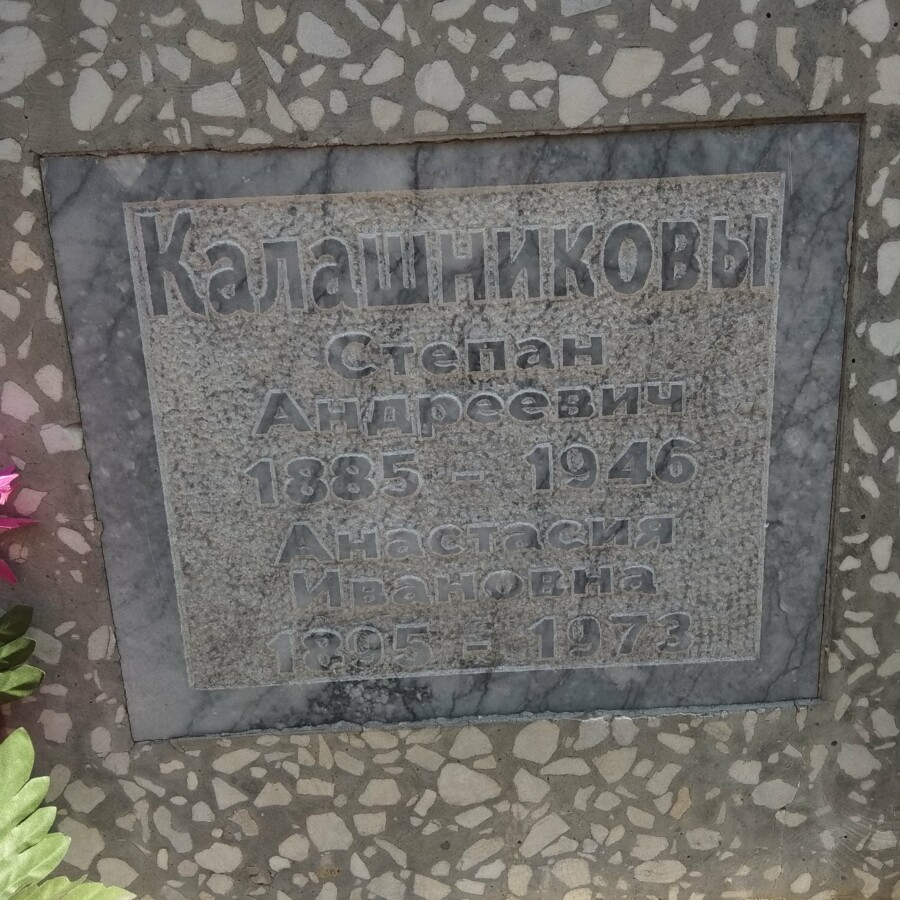 Калашниковы
Степан
Андреевич
1885 - 1946
Анастасия
Ивановна
1895 - 1973